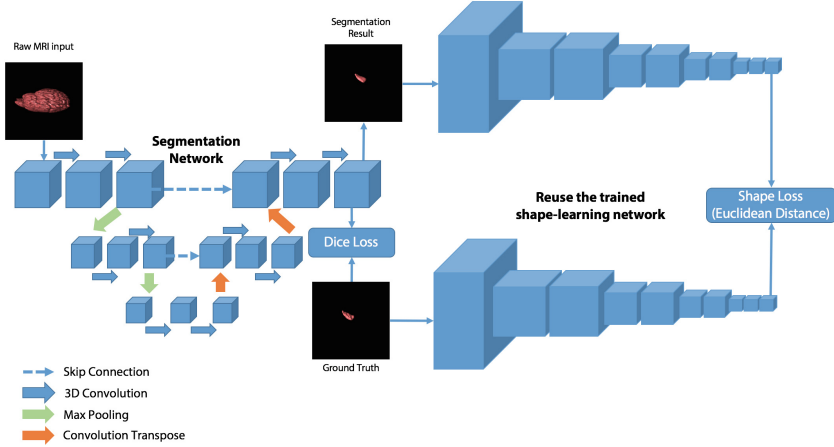 Raw MRI input
Segmentation
Result
Segmentation
Network
Reuse the trained
shape-learning network
Shape Loss
(Euclidean Distance)
Dice Loss
Ground Truth
Skip Connection
3D Convolution
Max Pooling
Convolution Transpose